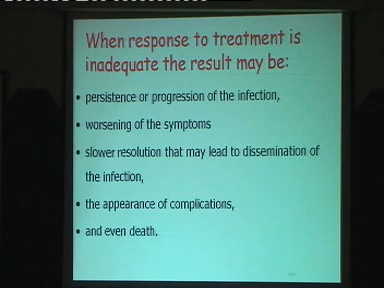 When response to treatment is
inadequate the result may be:
• persistence or progression of the infection,
• worsening of the symptoms
• slower resolution that may lead to dissemination of
the infection,
• the appearance of complications,
• and even death.